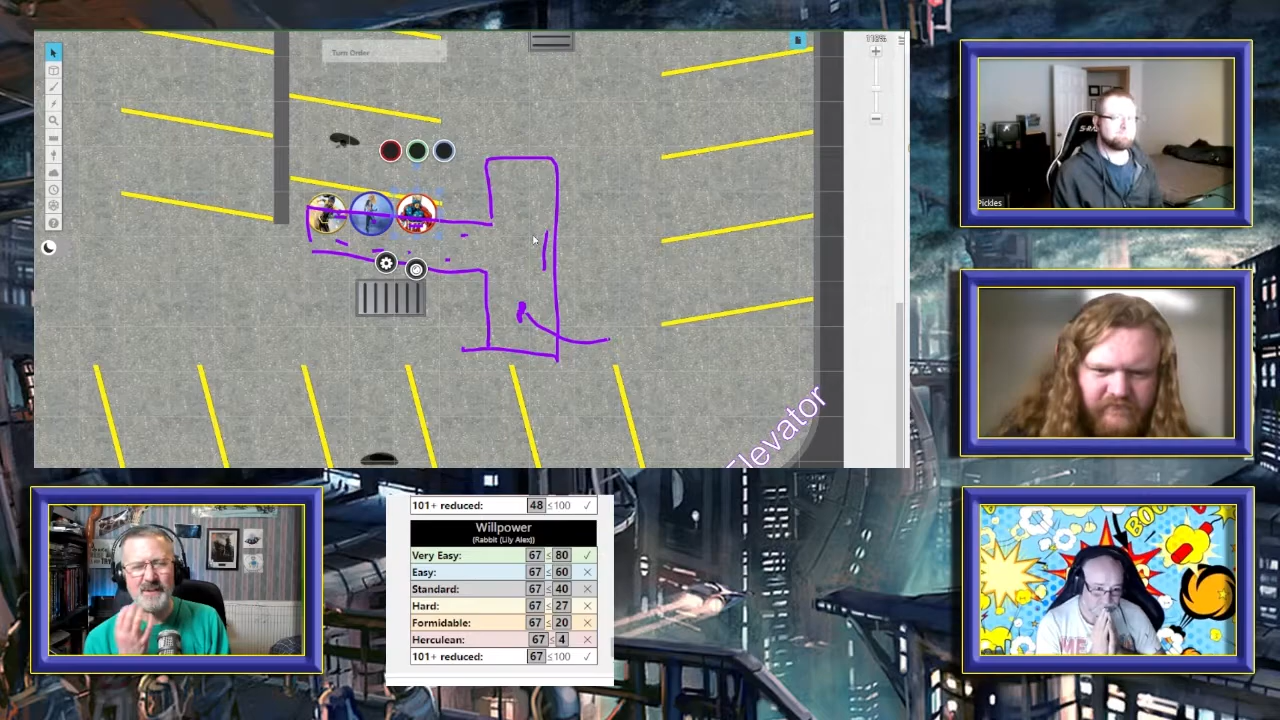 Turn Order
Elevator
Pickles
BOO
101+ reduced: 48 ≤100 ✓
Willpower
(Rabbit (Lily Alex))
Very Easy: 67 ≤ 80 ✓
Easy: 67 ≤ 60 ×
Standard: 67 ≤ 40 ×
Hard: 67 ≤ 27 ×
Formidable: 67 ≤ 20 ×
Herculean: 67 ≤ 4 ×
101+ reduced: 67 ≤100 ✓